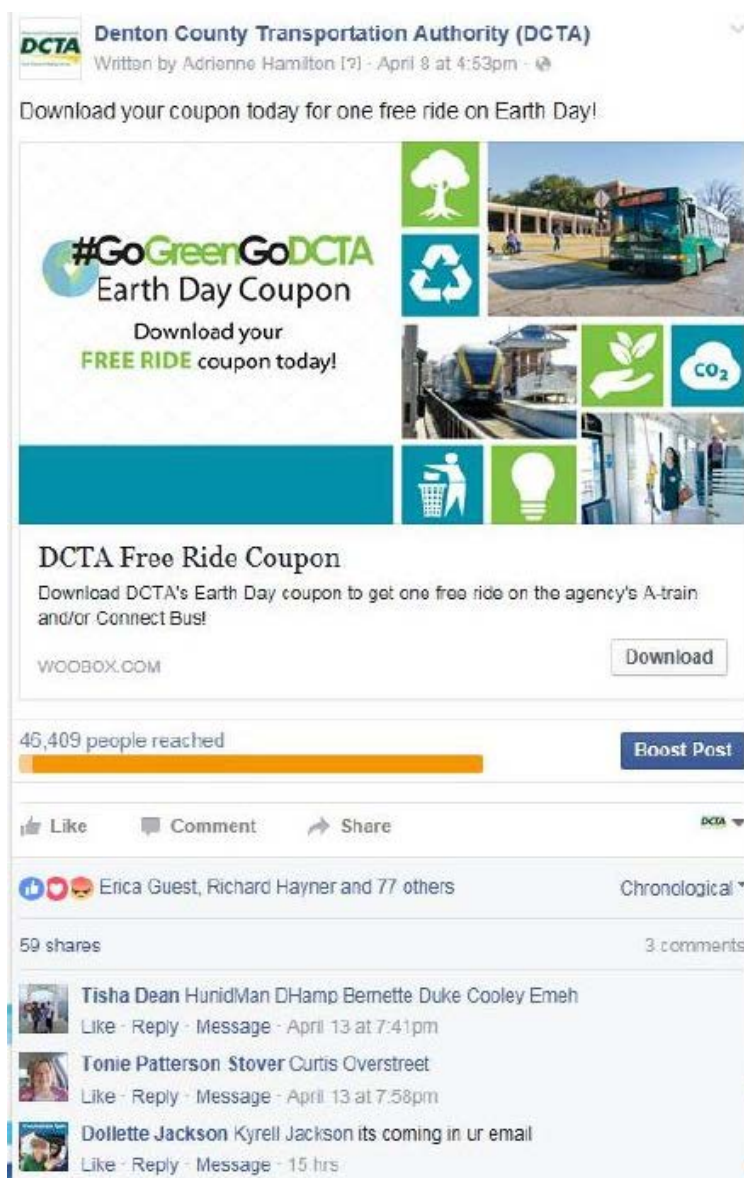 DCTA
Denton County Transportation Authority (DCTA)
Written by Adrienne Hamilton [?] · April 8 at 4:53pm ·
Download your coupon today for one free ride on Earth Day!
#GoGreenGoDCTA
Earth Day Coupon
Download your
FREE RIDE coupon today!
CO₂
DCTA Free Ride Coupon
Download DCTA's Earth Day coupon to get one free ride on the agency's A-train
and/or Connect Bus!
WOOBOX.COM
Download
46,409 people reached
Boost Post
Like Comment Share
DCTA
Erica Guest, Richard Hayner and 77 others
Chronological
59 shares
3 comments
Tisha Dean HunidMan DHamp Bernette Duke Cooley Emeh
Like · Reply · Message · April 13 at 7:41pm
Tonie Patterson Stover Curtis Overstreet
Like · Reply · Message · April 13 at 7:58pm
Dollette Jackson Kyrell Jackson its coming in ur email
Like · Reply · Message · 15 hrs